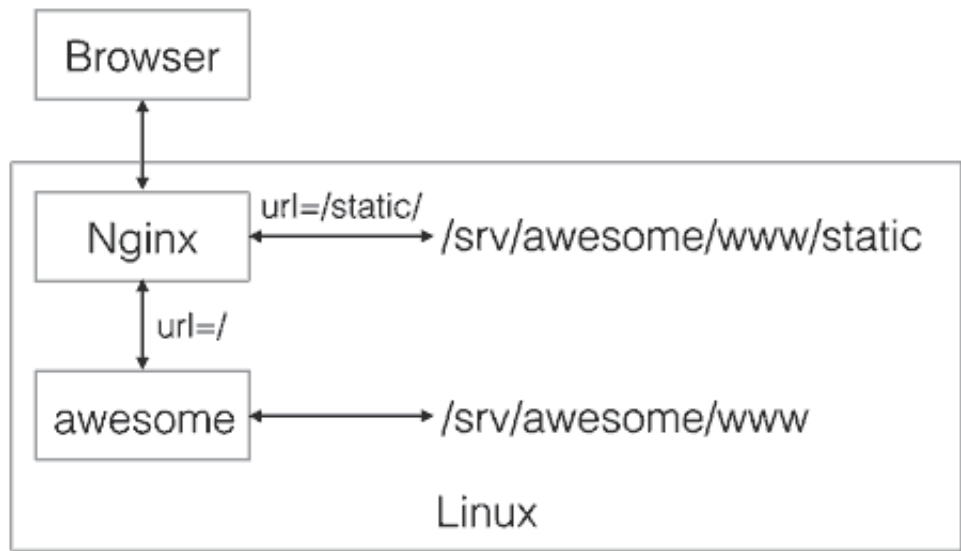 Browser
Nginx
url=/static/
/srv/awesome/www/static
url=/
awesome
/srv/awesome/www
Linux